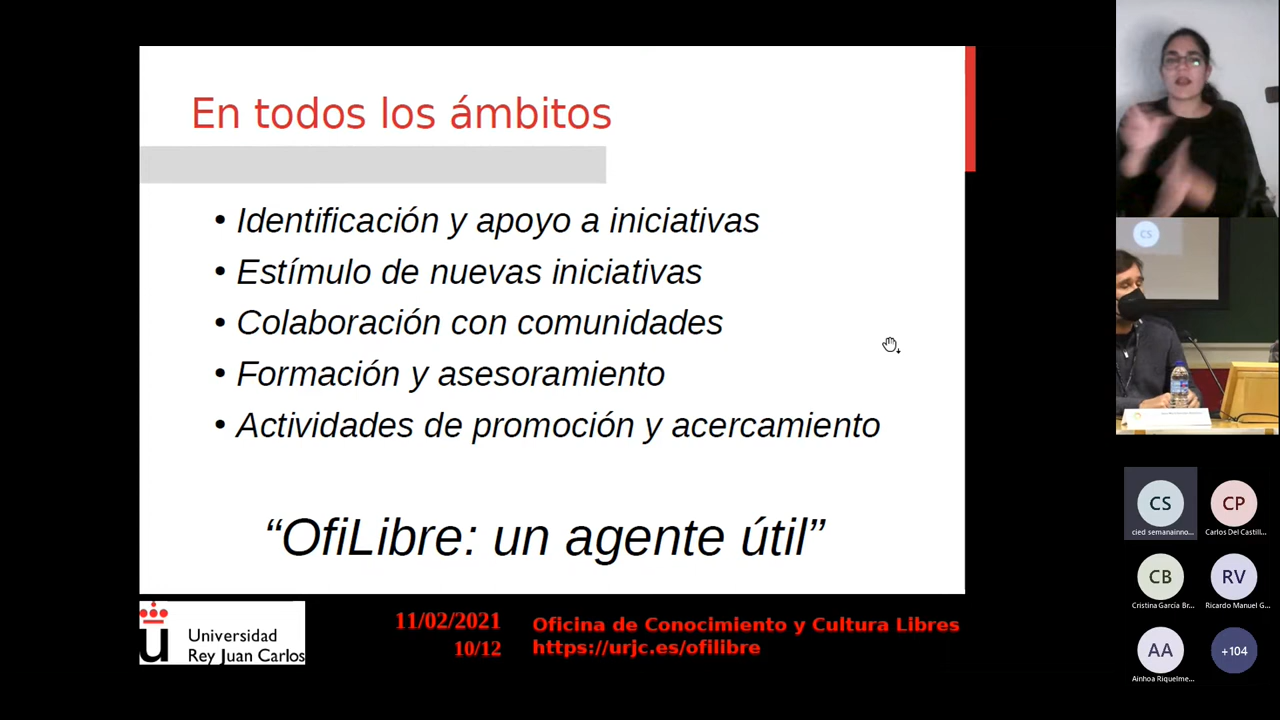 En todos los ámbitos
• Identificación y apoyo a iniciativas
• Estímulo de nuevas iniciativas
• Colaboración con comunidades
• Formación y asesoramiento
• Actividades de promoción y acercamiento
“OfiLibre: un agente útil”
u
Universidad
Rey Juan Carlos
11/02/2021
10/12
Oficina de Conocimiento y Cultura Libres
https://urjc.es/ofilibre
CS
CS
cied semanainno...
CP
Carlos Del Castill...
CB
Cristina García Br...
RV
Ricardo Manuel G...
AA
Ainhoa Riquelme...
+104